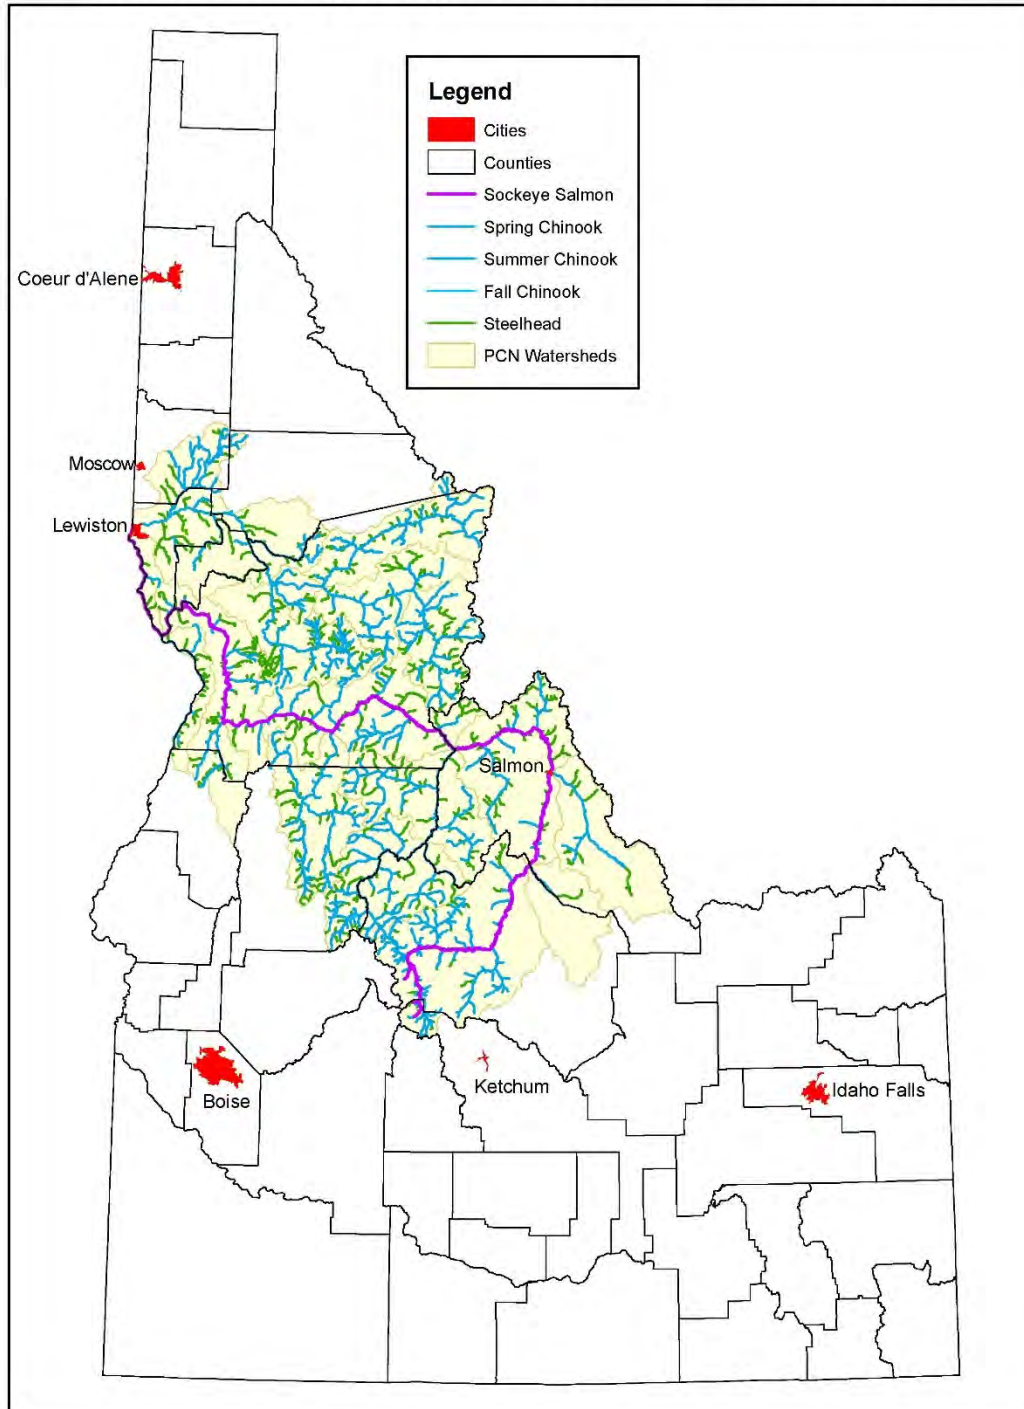 Legend
Cities
Counties
Sockeye Salmon
Spring Chinook
Summer Chinook
Fall Chinook
Steelhead
PCN Watersheds
Coeur d'Alene
Moscow
Lewiston
Salmon
Ketchum
Boise
Idaho Falls